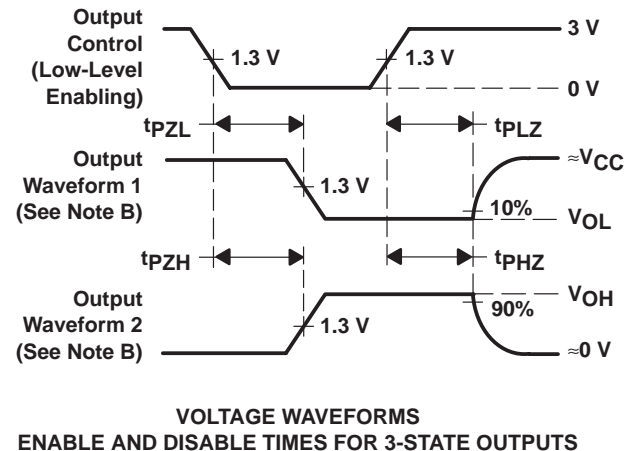 Output
Control
(Low-Level
Enabling)
1.3 V
1.3 V
3 V
0 V
tPZL
tPLZ
Output
Waveform 1
(See Note B)
1.3 V
≈VCC
10%
VOL
tPZH
tPHZ
Output
Waveform 2
(See Note B)
1.3 V
VOH
90%
≈0 V
VOLTAGE WAVEFORMS
ENABLE AND DISABLE TIMES FOR 3-STATE OUTPUTS